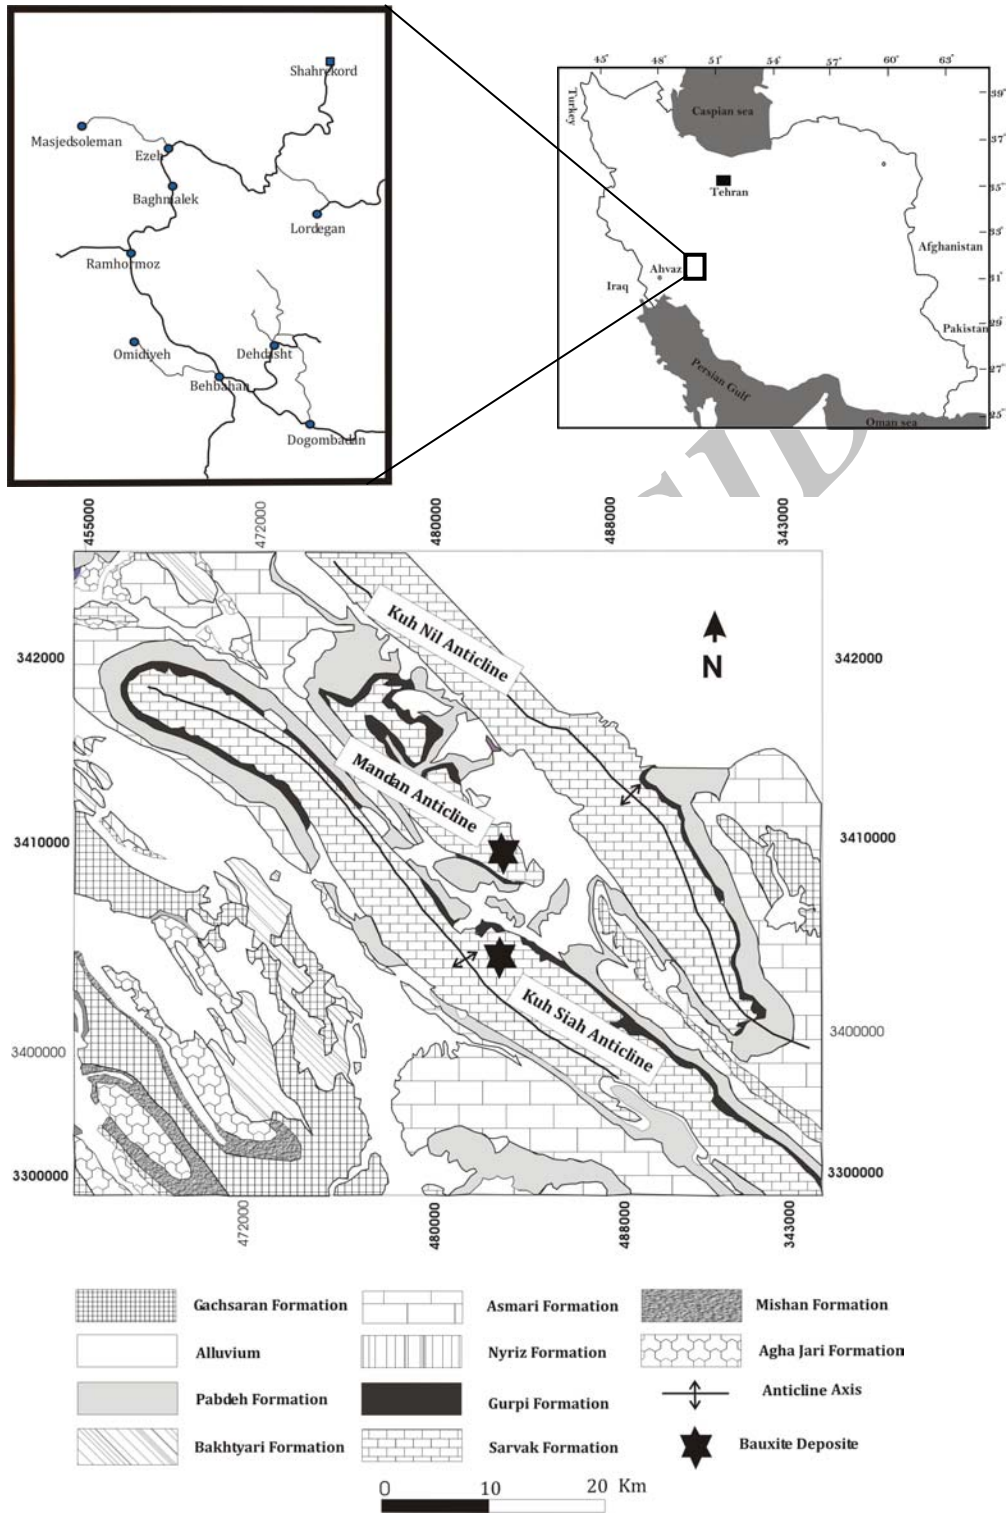 Shahrekord
Masjedsoleman
Ezeh
Baghmalek
Lordegan
Ramhormoz
Omidiyeh
Dehdasht
Behbahan
Dogombadan
45° 48° 51° 54° 57° 60° 63°
Turkey
Caspian sea
39°
37°
Tehran
35°
33°
Afghanistan
Ahvaz
31°
Iraq
29°
Pakistan
Persian Gulf
27°
25°
Oman sea
455000 472000 480000 488000 343000
Kuh Nil Anticline
N
342000 342000
Mandan Anticline
3410000 3410000
Kuh Siah Anticline
3400000 3400000
3300000 3300000
472000 480000 488000 343000
Gachsaran Formation Asmari Formation Mishan Formation
Alluvium Nyriz Formation Agha Jari Formation
Pabdeh Formation Gurpi Formation Anticline Axis
Bakhtyari Formation Sarvak Formation Bauxite Deposite
0 10 20 Km